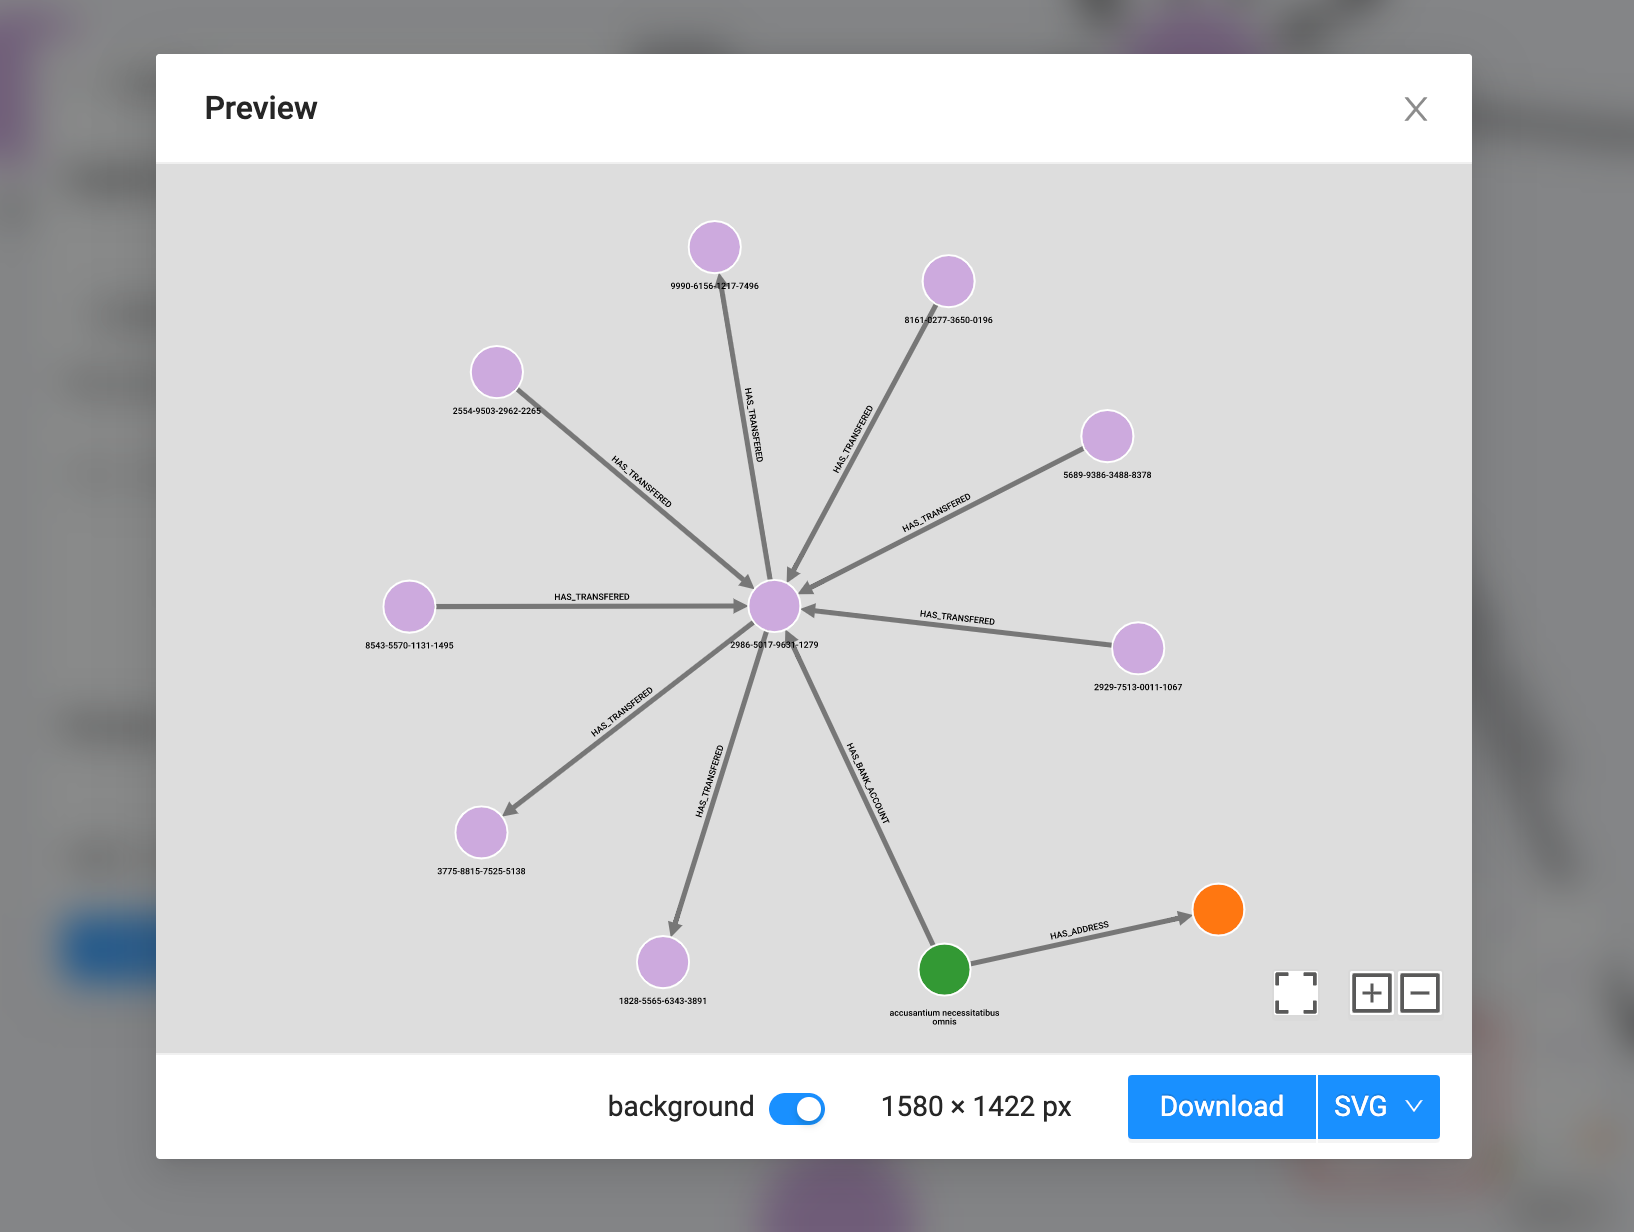 Preview
9990-6156-1217-7496
8161-0277-3650-0196
2554-9503-2962-2265
HAS_TRANSFERED
HAS_TRANSFERED
HAS_TRANSFERED
5689-9386-3488-8378
HAS_TRANSFERED
HAS_TRANSFERED
HAS_TRANSFERED
8543-5570-1131-1495
2986-5017-9631-1279
2929-7513-0011-1067
HAS_TRANSFERED
HAS_TRANSFERED
HAS_BANK_ACCOUNT
3775-8815-7525-5138
HAS_ADDRESS
1828-5565-6343-3891
accusantium necessitatibus
omnis
background
1580 × 1422 px
Download
SVG